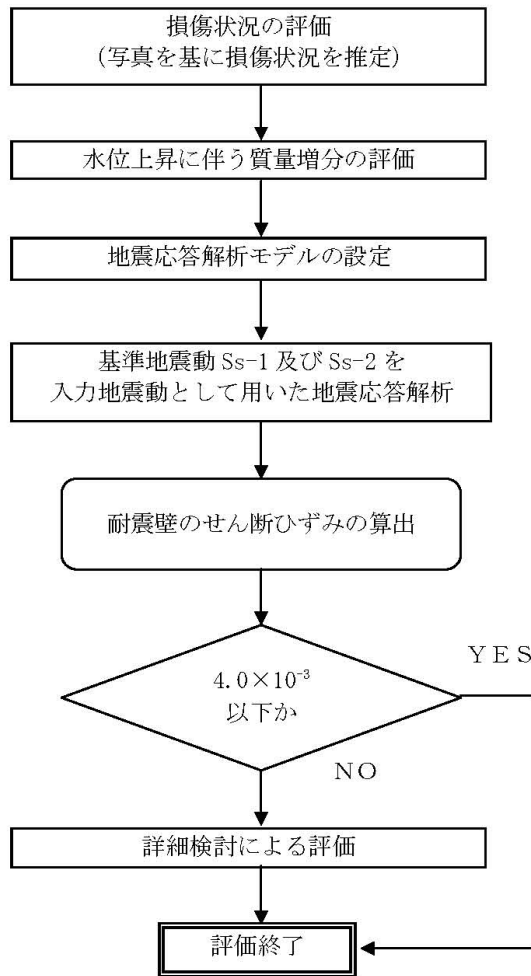 損傷状況の評価
(写真を基に損傷状況を推定)
水位上昇に伴う質量増分の評価
地震応答解析モデルの設定
基準地震動 Ss-1 及び Ss-2 を
入力地震動として用いた地震応答解析
耐震壁のせん断ひずみの算出
4.0×10⁻³
以下か
ＹＥＳ
ＮＯ
詳細検討による評価
評価終了